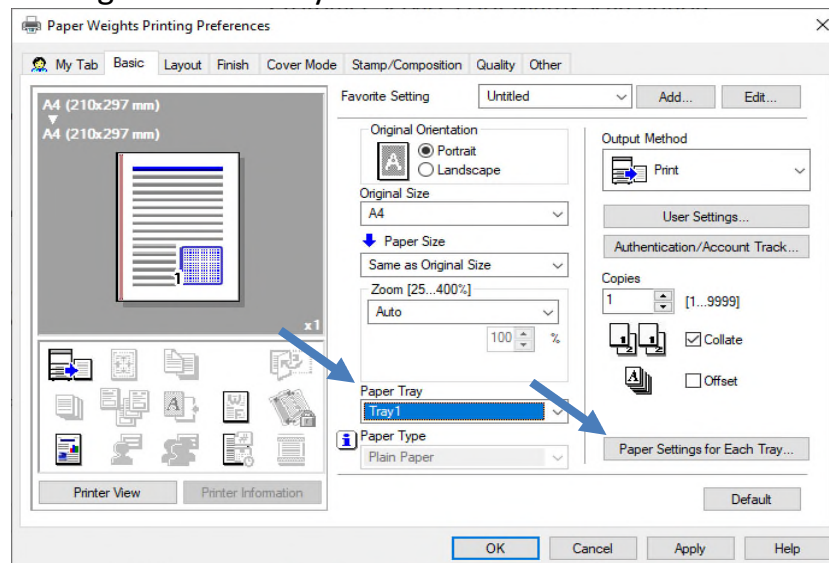 Paper Weights Printing Preferences
My Tab Basic Layout Finish Cover Mode Stamp/Composition Quality Other
A4 (210x297 mm)
A4 (210x297 mm)
1
x1
Printer View Printer Information
Favorite Setting Untitled Add... Edit...
Original Orientation
A
Portrait
Landscape
Original Size
A4
Paper Size
Same as Original Size
Zoom [25...400%]
Auto
100 %
Paper Tray
Tray1
Paper Type
Plain Paper
Output Method
Print
User Settings...
Authentication/Account Track...
Copies
1 [1...9999]
Collate
Offset
Paper Settings for Each Tray...
Default
OK Cancel Apply Help